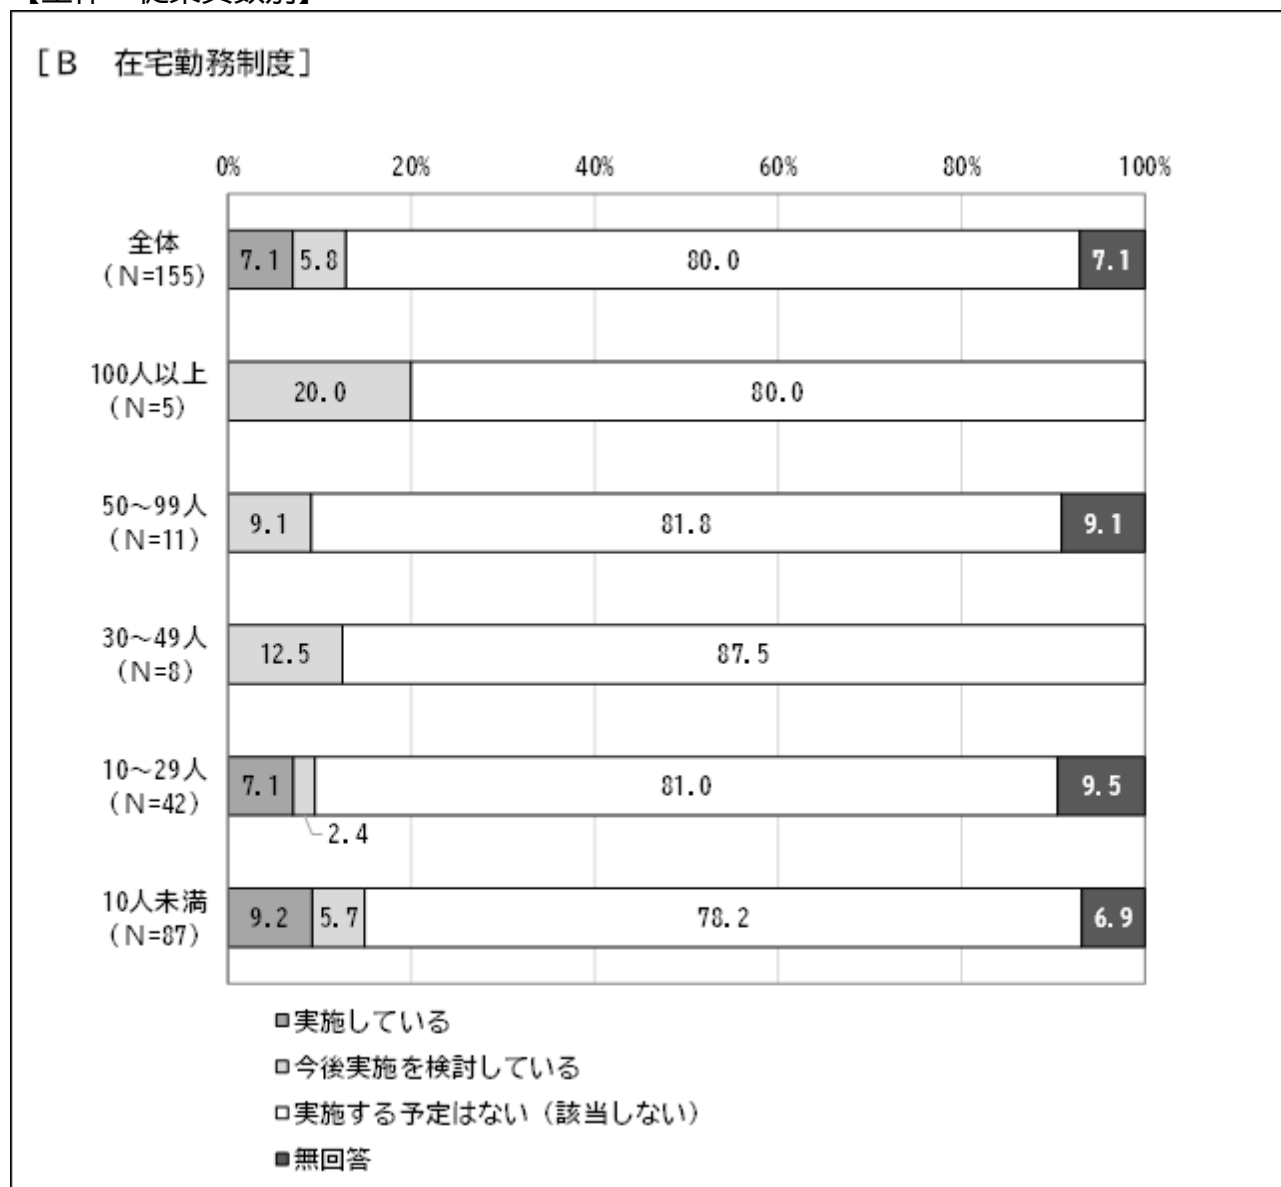 ［Ｂ　在宅勤務制度］
0% 20% 40% 60% 80% 100%
全体
（Ｎ=155）
7.1 5.8 80.0 7.1
100人以上
（Ｎ=5）
20.0 80.0
50～99人
（Ｎ=11）
9.1 81.8 9.1
30～49人
（Ｎ=8）
12.5 87.5
10～29人
（Ｎ=42）
7.1 81.0 9.5
2.4
10人未満
（Ｎ=87）
9.2 5.7 78.2 6.9
実施している
今後実施を検討している
実施する予定はない（該当しない）
無回答